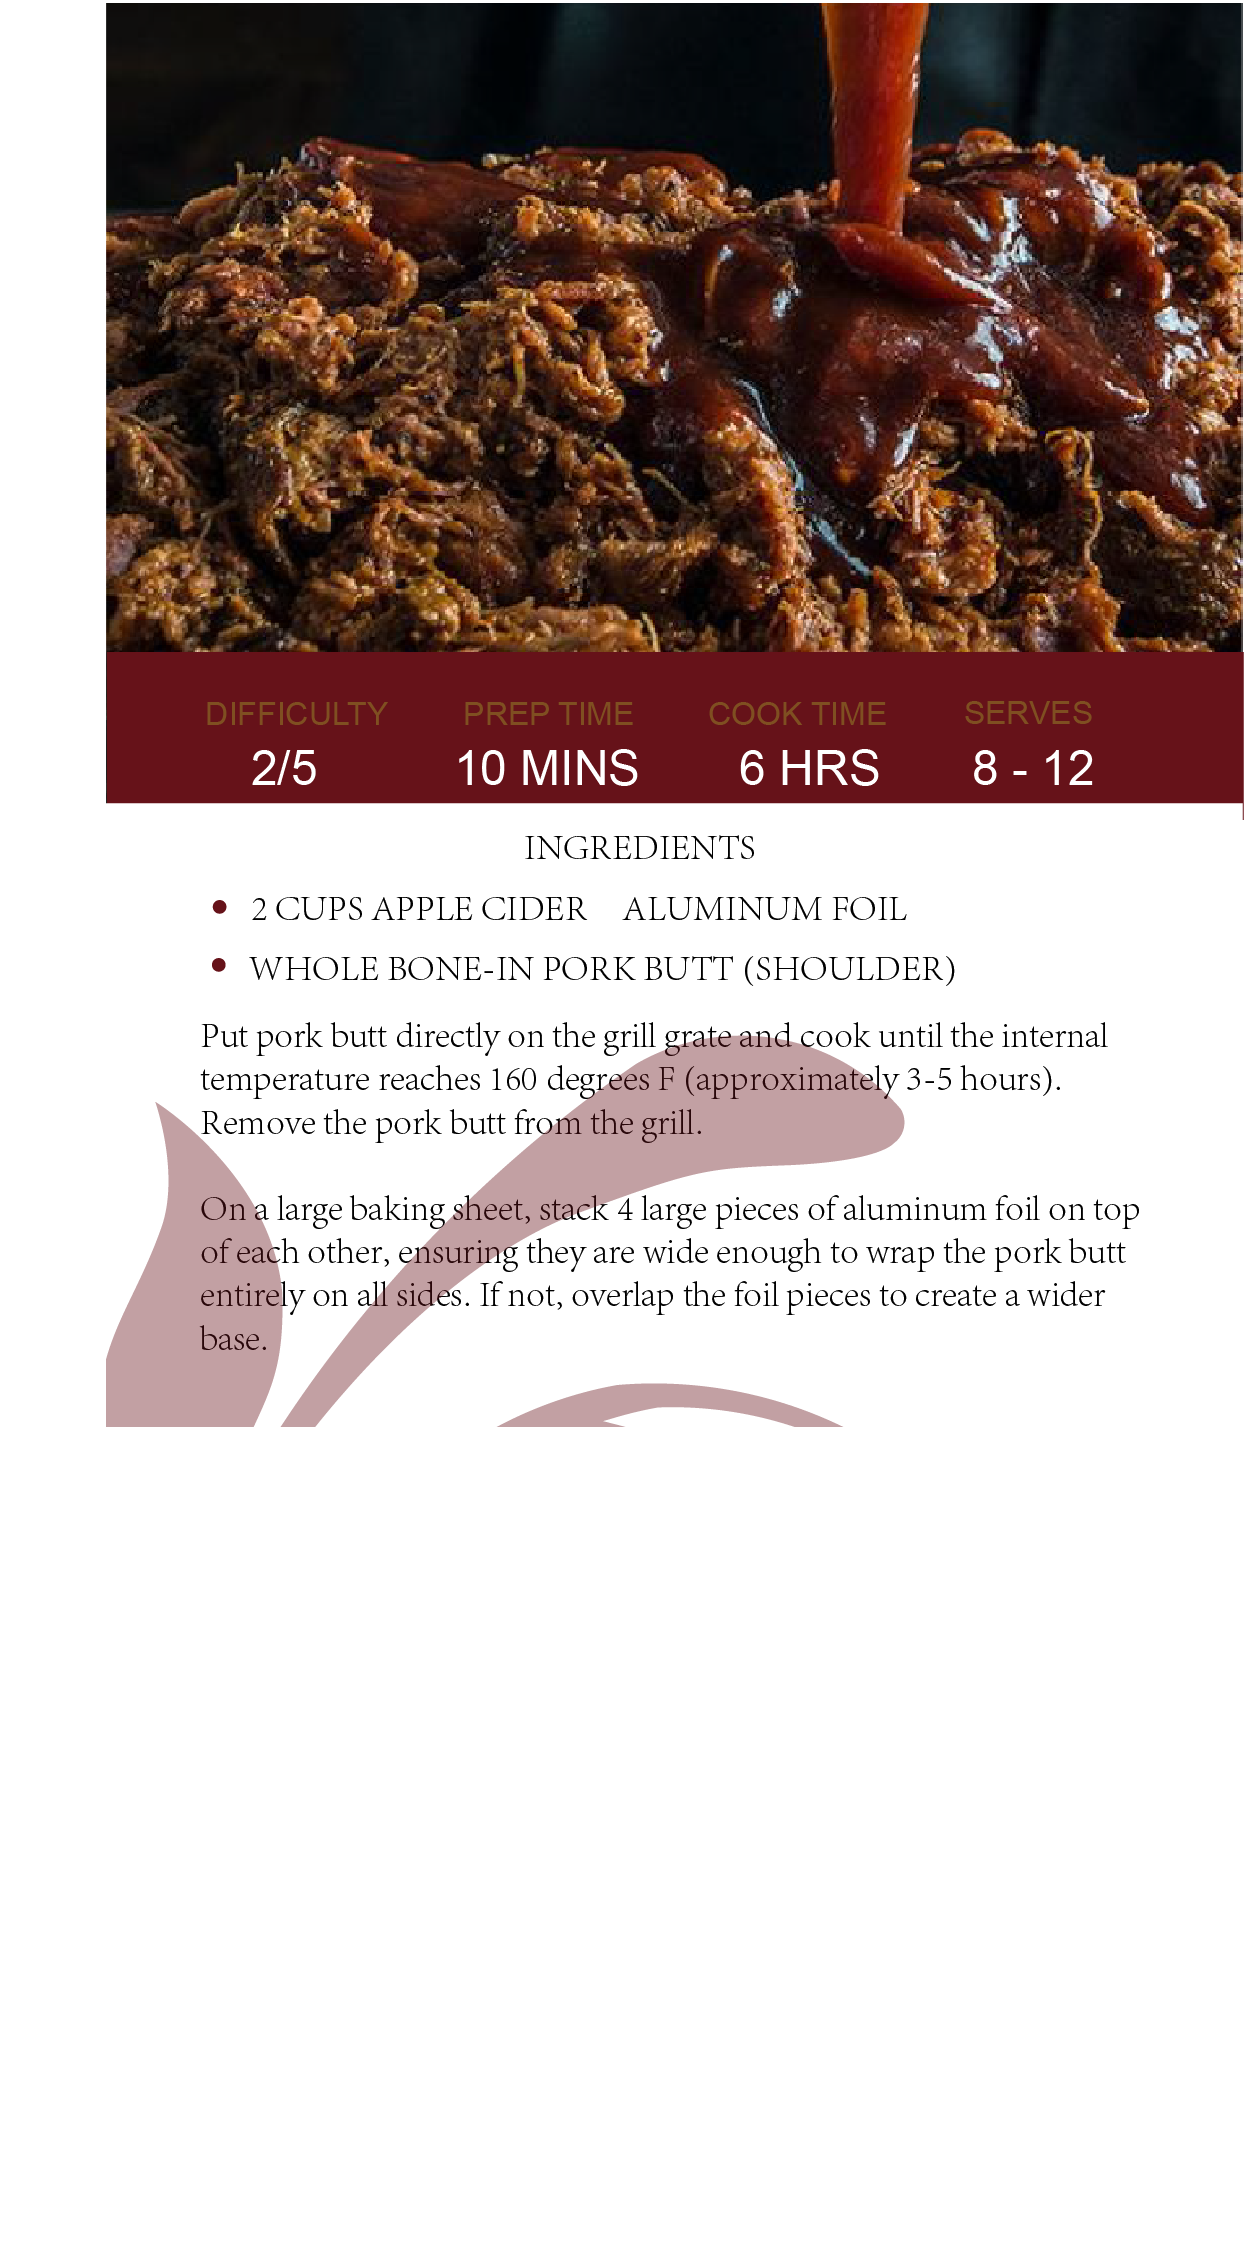 DIFFICULTY PREP TIME COOK TIME SERVES
2/5 10 MINS 6 HRS 8 - 12
INGREDIENTS
• 2 CUPS APPLE CIDER ALUMINUM FOIL
• WHOLE BONE-IN PORK BUTT (SHOULDER)
Put pork butt directly on the grill grate and cook until the internal
temperature reaches 160 degrees F (approximately 3-5 hours).
Remove the pork butt from the grill.
On a large baking sheet, stack 4 large pieces of aluminum foil on top
of each other, ensuring they are wide enough to wrap the pork butt
entirely on all sides. If not, overlap the foil pieces to create a wider
base.